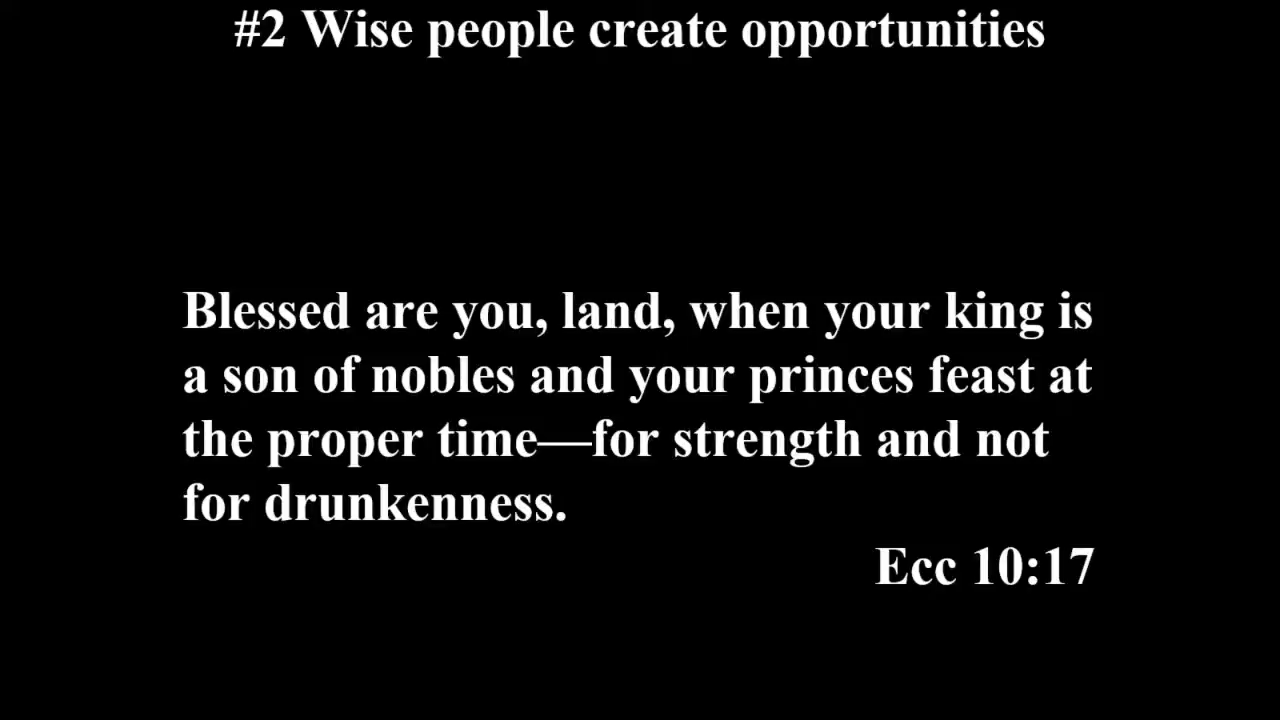 #2 Wise people create opportunities
Blessed are you, land, when your king is
a son of nobles and your princes feast at
the proper time—for strength and not
for drunkenness.
Ecc 10:17